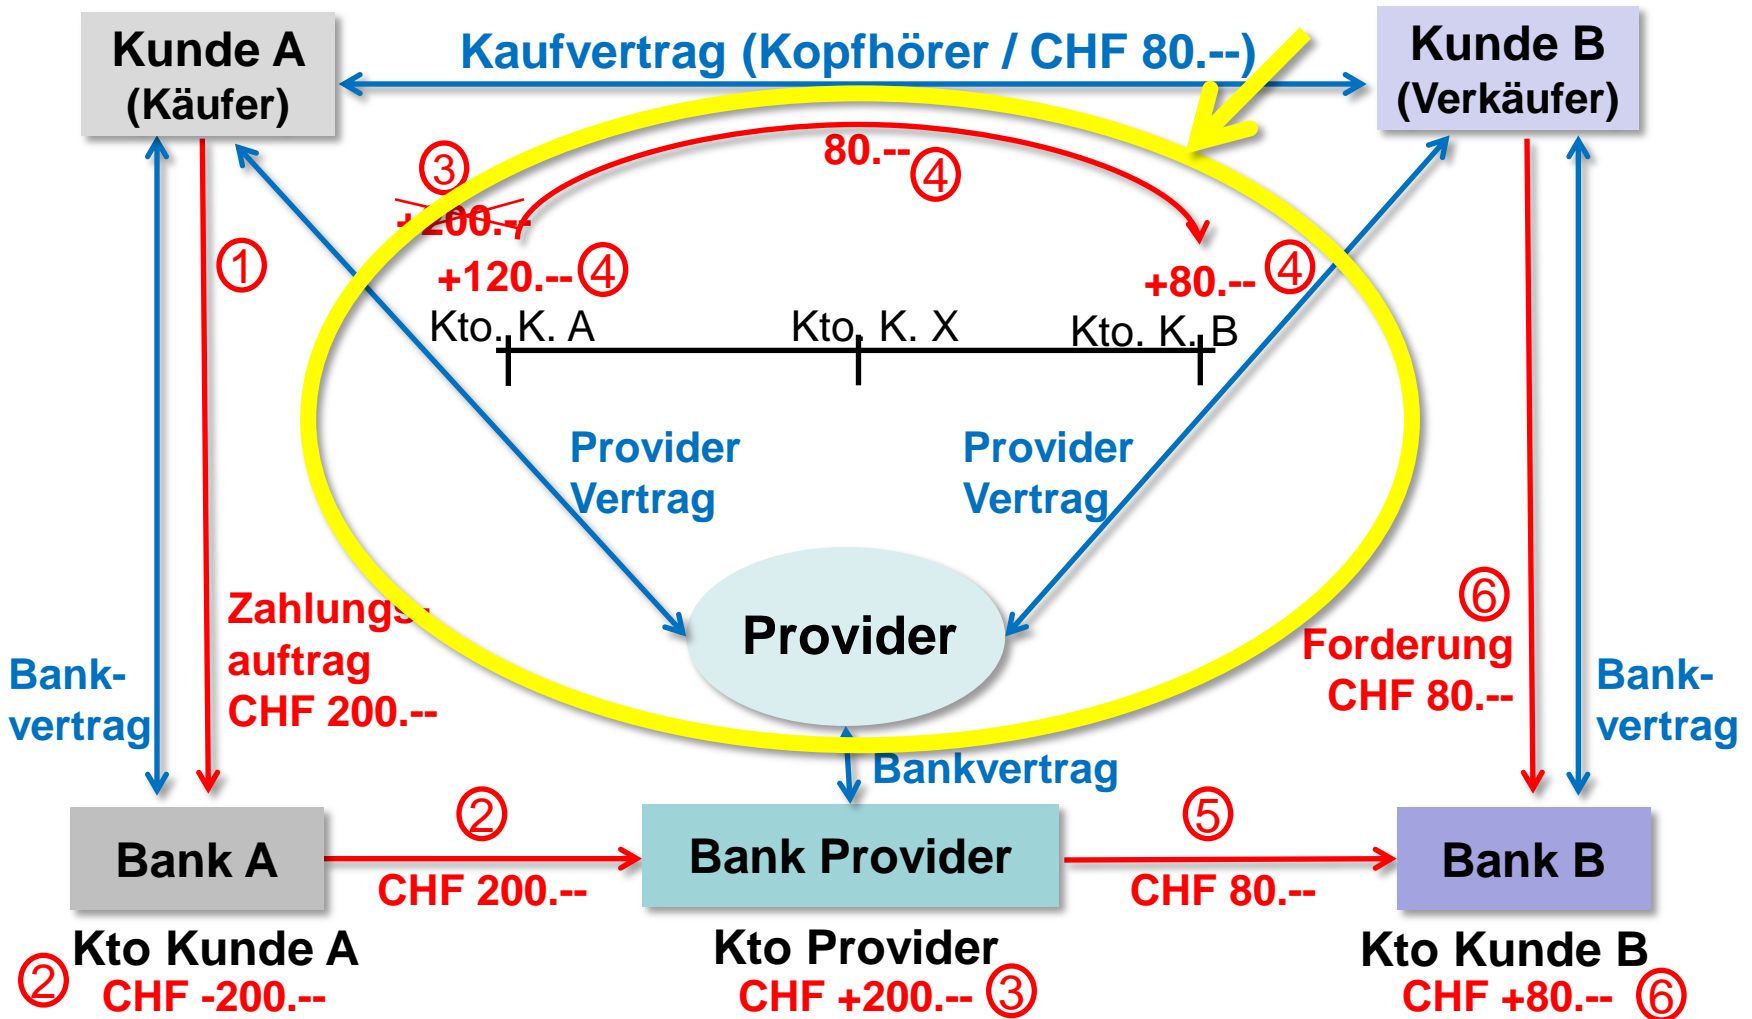 Kunde A
(Käufer)
Kaufvertrag (Kopfhörer / CHF 80.--)
Kunde B
(Verkäufer)
3
80.--
4
+200.--
1
+120.--
4
+80.--
4
Kto. K. A
Kto. K. X
Kto. K. B
Provider
Vertrag
Provider
Vertrag
Provider
Zahlungs-
auftrag
CHF 200.--
6
Forderung
CHF 80.--
Bank-
vertrag
Bank-
vertrag
Bankvertrag
Bank A
2
CHF 200.--
Bank Provider
5
CHF 80.--
Bank B
Kto Kunde A
2
CHF -200.--
Kto Provider
CHF +200.--
3
Kto Kunde B
CHF +80.--
6